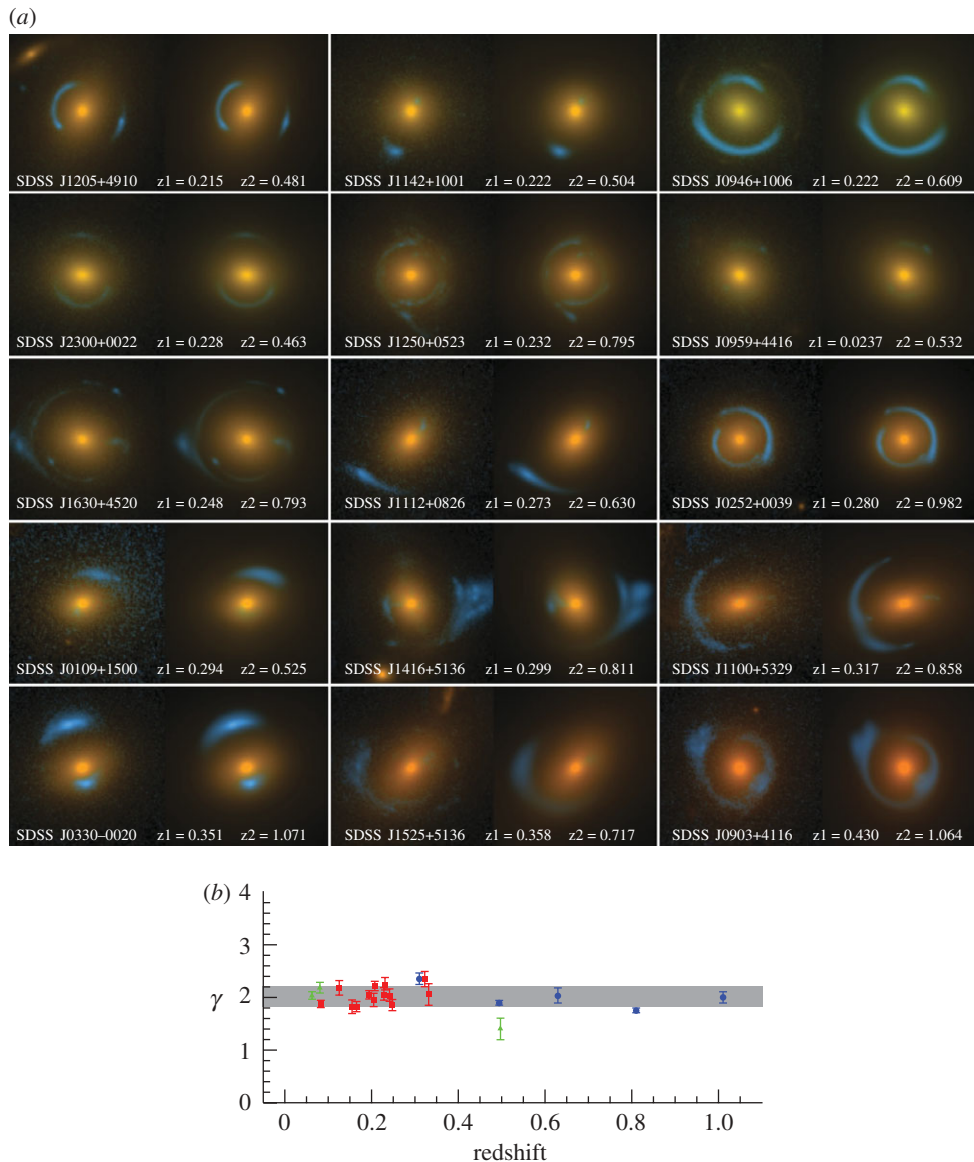 (a)
SDSS J1205+4910 z1 = 0.215 z2 = 0.481
SDSS J1142+1001 z1 = 0.222 z2 = 0.504
SDSS J0946+1006 z1 = 0.222 z2 = 0.609
SDSS J2300+0022 z1 = 0.228 z2 = 0.463
SDSS J1250+0523 z1 = 0.232 z2 = 0.795
SDSS J0959+4416 z1 = 0.0237 z2 = 0.532
SDSS J1630+4520 z1 = 0.248 z2 = 0.793
SDSS J1112+0826 z1 = 0.273 z2 = 0.630
SDSS J0252+0039 z1 = 0.280 z2 = 0.982
SDSS J0109+1500 z1 = 0.294 z2 = 0.525
SDSS J1416+5136 z1 = 0.299 z2 = 0.811
SDSS J1100+5329 z1 = 0.317 z2 = 0.858
SDSS J0330–0020 z1 = 0.351 z2 = 1.071
SDSS J1525+5136 z1 = 0.358 z2 = 0.717
SDSS J0903+4116 z1 = 0.430 z2 = 1.064
(b)
4
3
γ
2
1
0
0 0.2 0.4 0.6 0.8 1.0
redshift